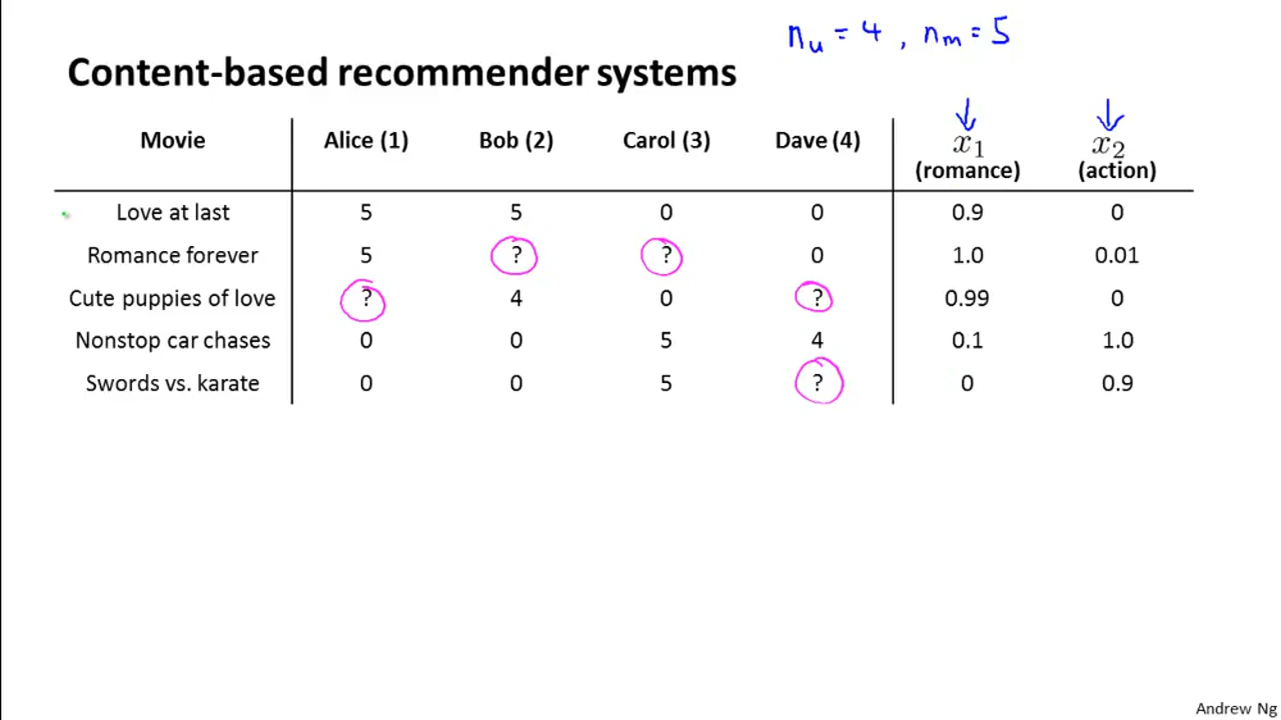 n_u = 4 , n_m = 5
Content-based recommender systems
Movie Alice (1) Bob (2) Carol (3) Dave (4) x_1 (romance) x_2 (action)
Love at last 5 5 0 0 0.9 0
Romance forever 5 ? ? 0 1.0 0.01
Cute puppies of love ? 4 0 ? 0.99 0
Nonstop car chases 0 0 5 4 0.1 1.0
Swords vs. karate 0 0 5 ? 0 0.9
Andrew Ng